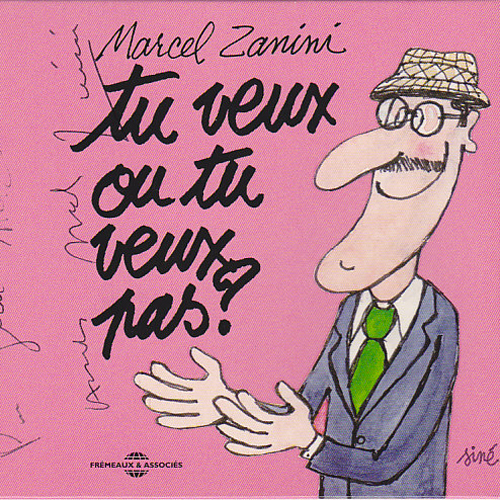 Marcel Zanini
tu veux
ou tu
veux
pas?
FRÉMEAUX & ASSOCIÉS
siné